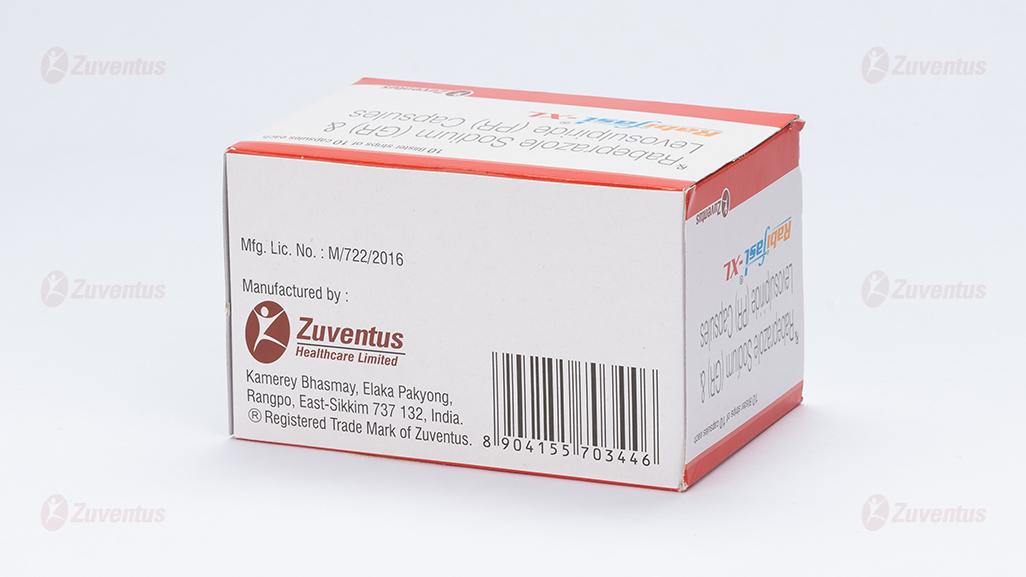 Zuventus
Zuventus
Zuventus
℞Rabeprazole Sodium (GR) &
Levosulpiride (PR) Capsules
Rabifast®-XL
10 Blister strips of 10 capsules each
Mfg. Lic. No. : M/722/2016
Manufactured by :
Zuventus
Healthcare Limited
Kamerey Bhasmay, Elaka Pakyong,
Rangpo, East-Sikkim 737 132, India.
® Registered Trade Mark of Zuventus.
8 904155 703446
Zuventus
Rabifast®-XL
℞Rabeprazole Sodium (GR) &
Levosulpiride (PR) Capsules
10 Blister strips of 10 capsules each
Zuventus
Zuventus
Zuventus
Zuventus